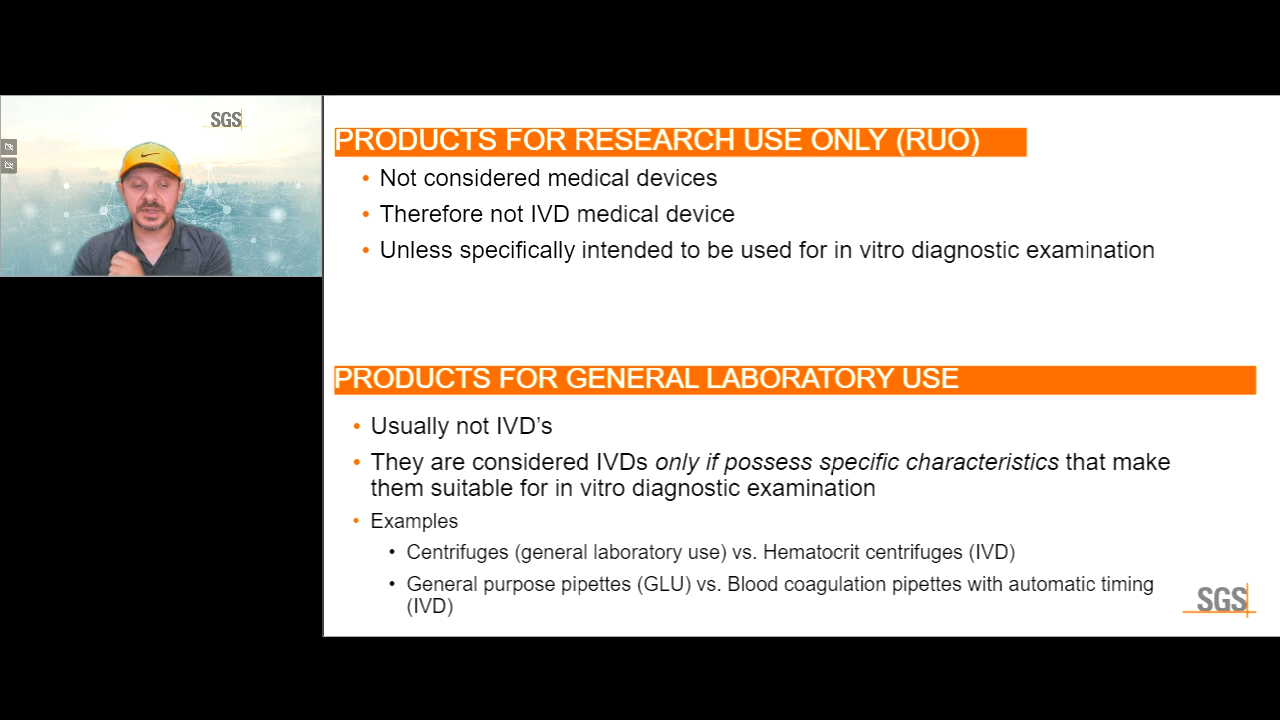 SGS
PRODUCTS FOR RESEARCH USE ONLY (RUO)
• Not considered medical devices
• Therefore not IVD medical device
• Unless specifically intended to be used for in vitro diagnostic examination
PRODUCTS FOR GENERAL LABORATORY USE
• Usually not IVD’s
• They are considered IVDs only if possess specific characteristics that make
them suitable for in vitro diagnostic examination
• Examples
• Centrifuges (general laboratory use) vs. Hematocrit centrifuges (IVD)
• General purpose pipettes (GLU) vs. Blood coagulation pipettes with automatic timing
(IVD)
SGS